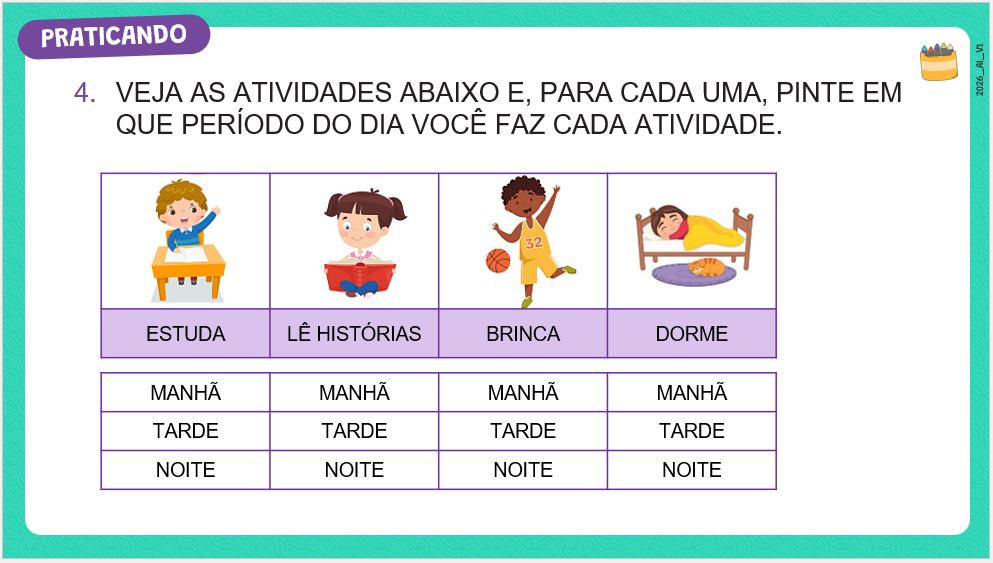 PRATICANDO
2026_AI_V1
4. VEJA AS ATIVIDADES ABAIXO E, PARA CADA UMA, PINTE EM
QUE PERÍODO DO DIA VOCÊ FAZ CADA ATIVIDADE.
32
ESTUDA LÊ HISTÓRIAS BRINCA DORME
MANHÃ MANHÃ MANHÃ MANHÃ
TARDE TARDE TARDE TARDE
NOITE NOITE NOITE NOITE